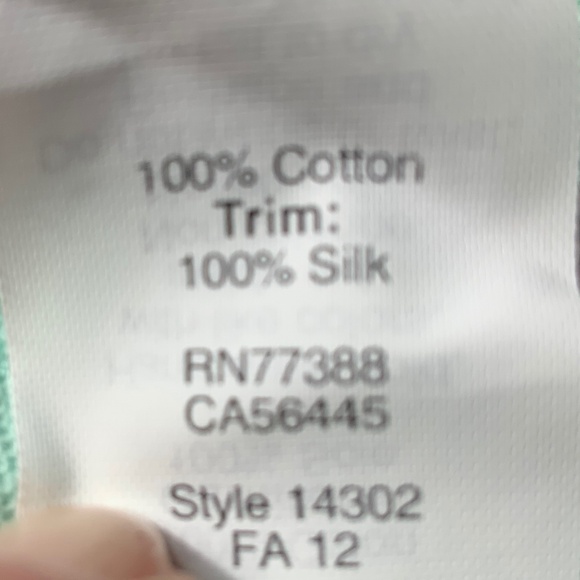 100% Cotton
Trim:
100% Silk
RN77388
CA56445
Style 14302
FA 12